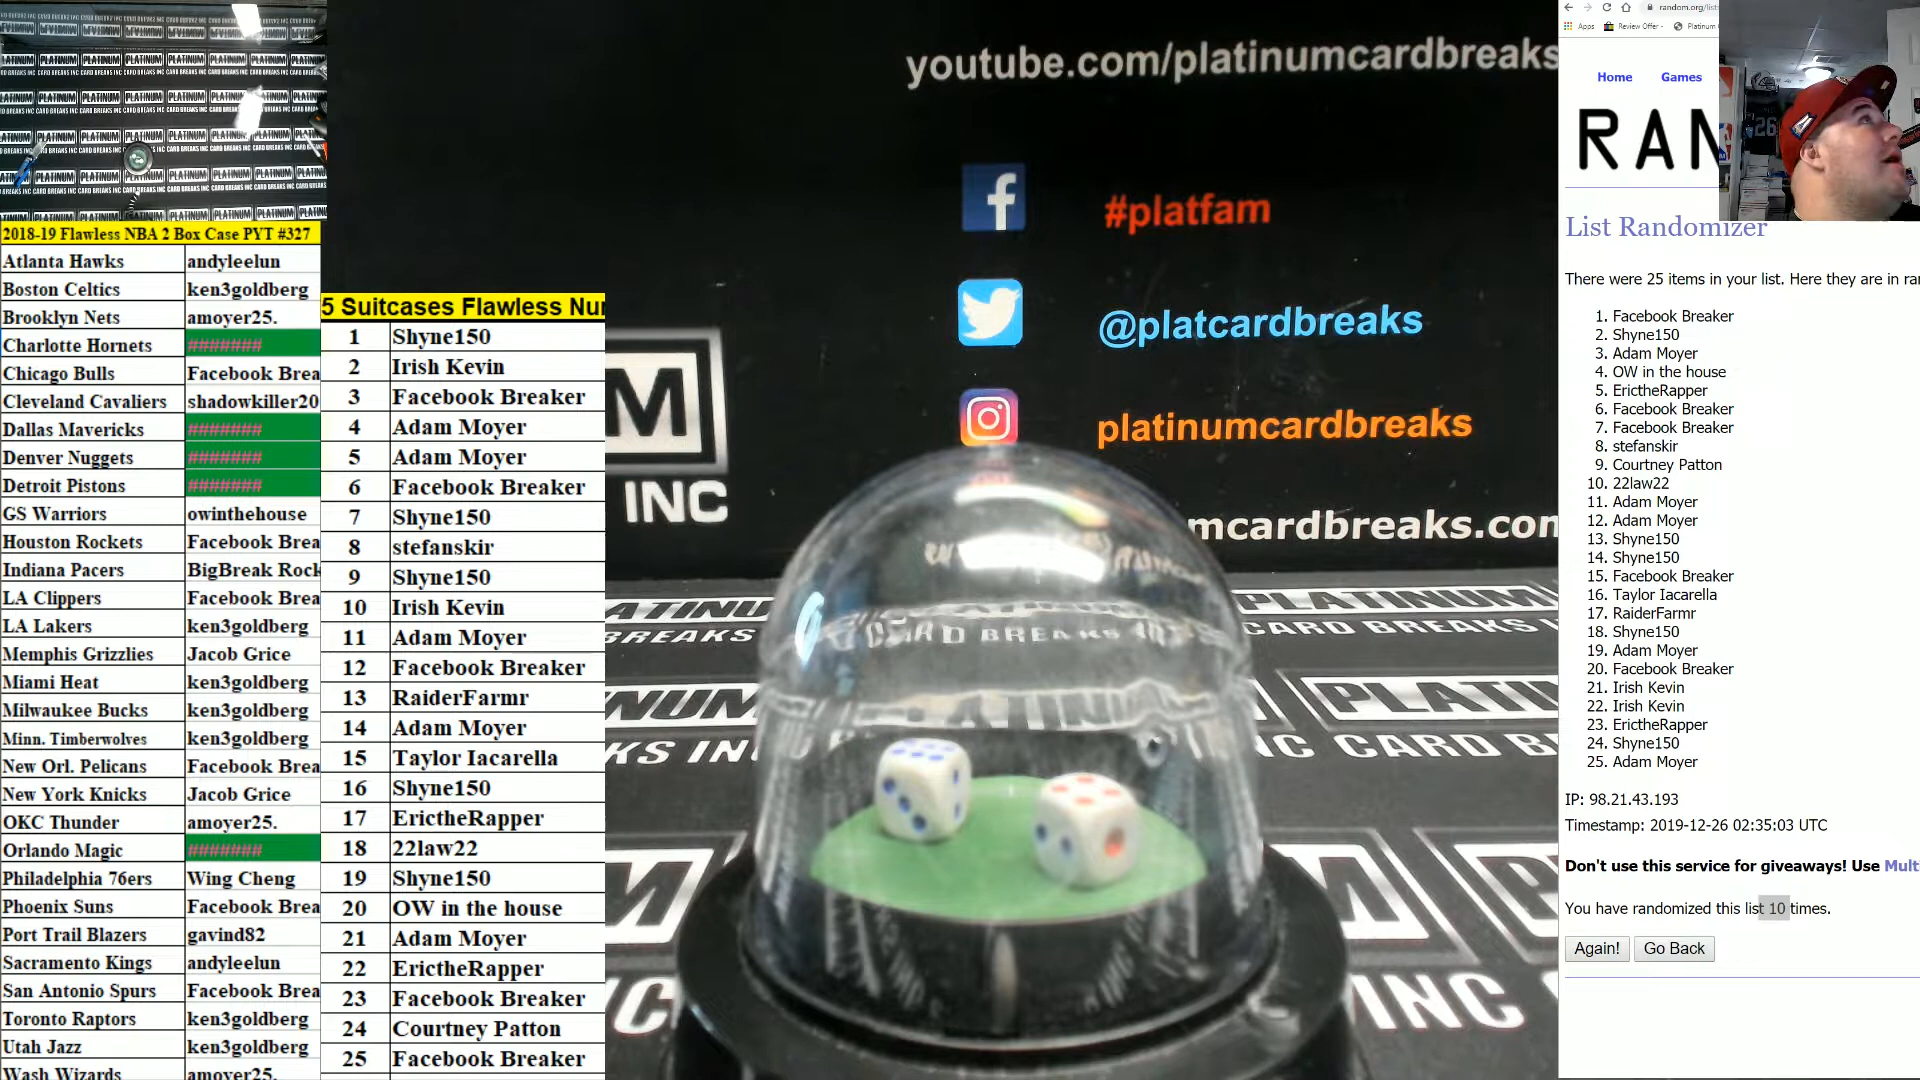 youtube.com/platinumcardbreaks
#platfam
@platcardbreaks
platinumcardbreaks
mcardbreaks.com
INC
2018-19 Flawless NBA 2 Box Case PYT #327
Atlanta Hawks andyleelun
Boston Celtics ken3goldberg
Brooklyn Nets amoyer25.
Charlotte Hornets #######
Chicago Bulls Facebook Brea
Cleveland Cavaliers shadowkiller20
Dallas Mavericks #######
Denver Nuggets #######
Detroit Pistons #######
GS Warriors owinthehouse
Houston Rockets Facebook Brea
Indiana Pacers BigBreak Rock
LA Clippers Facebook Brea
LA Lakers ken3goldberg
Memphis Grizzlies Jacob Grice
Miami Heat ken3goldberg
Milwaukee Bucks ken3goldberg
Minn. Timberwolves ken3goldberg
New Orl. Pelicans Facebook Brea
New York Knicks Jacob Grice
OKC Thunder amoyer25.
Orlando Magic #######
Philadelphia 76ers Wing Cheng
Phoenix Suns Facebook Brea
Port Trail Blazers gavind82
Sacramento Kings andyleelun
San Antonio Spurs Facebook Brea
Toronto Raptors ken3goldberg
Utah Jazz ken3goldberg
Wash Wizards amoyer25.
5 Suitcases Flawless Nu
1 Shyne150
2 Irish Kevin
3 Facebook Breaker
4 Adam Moyer
5 Adam Moyer
6 Facebook Breaker
7 Shyne150
8 stefanskir
9 Shyne150
10 Irish Kevin
11 Adam Moyer
12 Facebook Breaker
13 RaiderFarmr
14 Adam Moyer
15 Taylor Iacarella
16 Shyne150
17 ErictheRapper
18 22law22
19 Shyne150
20 OW in the house
21 Adam Moyer
22 ErictheRapper
23 Facebook Breaker
24 Courtney Patton
25 Facebook Breaker
random.org/list
Apps Review Offer - Platinum
Home Games
RAN
List Randomizer
There were 25 items in your list. Here they are in ra
1. Facebook Breaker
2. Shyne150
3. Adam Moyer
4. OW in the house
5. ErictheRapper
6. Facebook Breaker
7. Facebook Breaker
8. stefanskir
9. Courtney Patton
10. 22law22
11. Adam Moyer
12. Adam Moyer
13. Shyne150
14. Shyne150
15. Facebook Breaker
16. Taylor Iacarella
17. RaiderFarmr
18. Shyne150
19. Adam Moyer
20. Facebook Breaker
21. Irish Kevin
22. Irish Kevin
23. ErictheRapper
24. Shyne150
25. Adam Moyer
IP: 98.21.43.193
Timestamp: 2019-12-26 02:35:03 UTC
Don't use this service for giveaways! Use Mult
You have randomized this list 10 times.
Again! Go Back